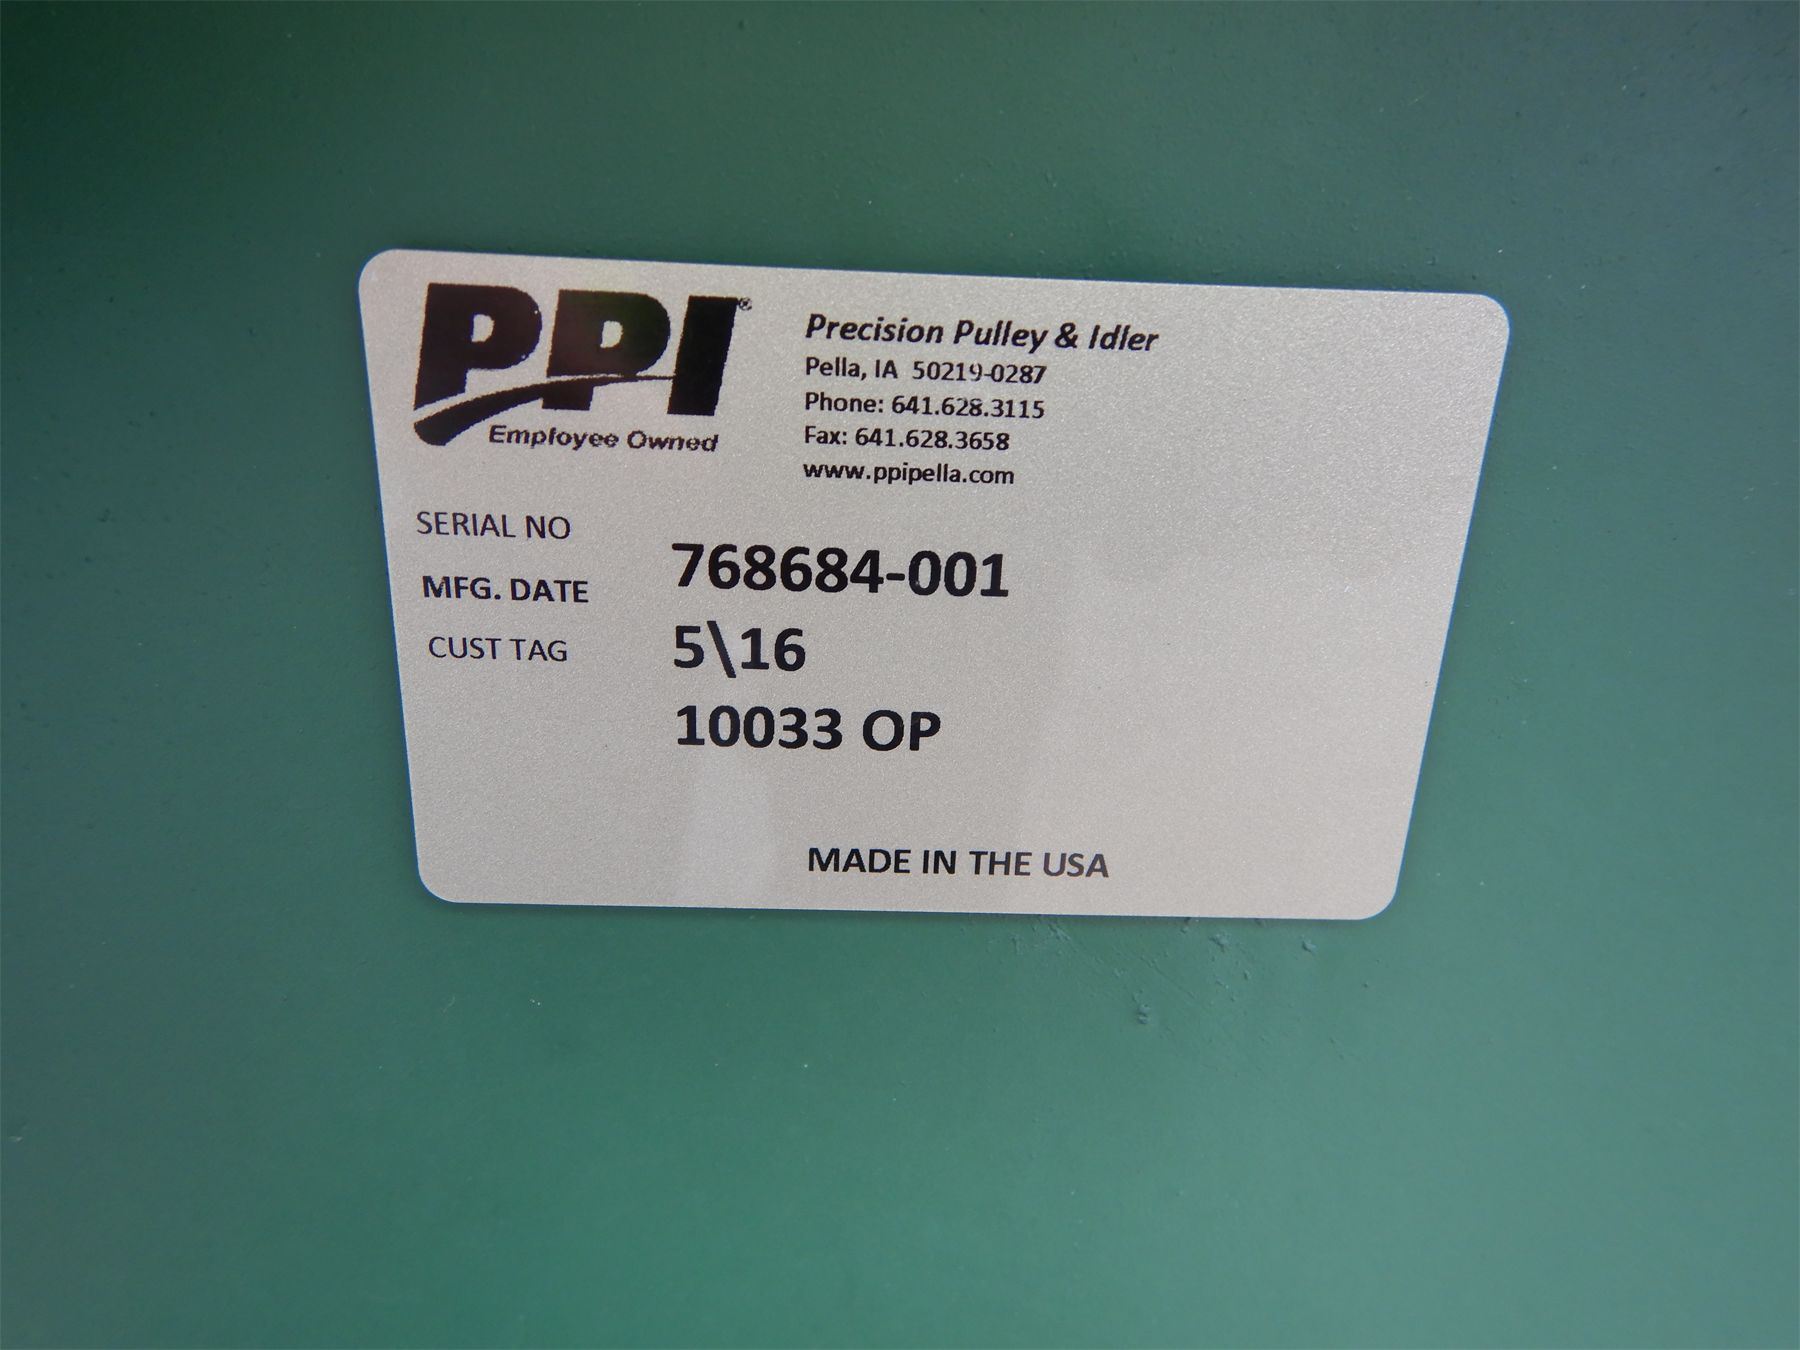 PPI®
Employee Owned
Precision Pulley & Idler
Pella, IA 50219-0287
Phone: 641.628.3115
Fax: 641.628.3658
www.ppipella.com
SERIAL NO
768684-001
MFG. DATE
5\16
CUST TAG
10033 OP
MADE IN THE USA